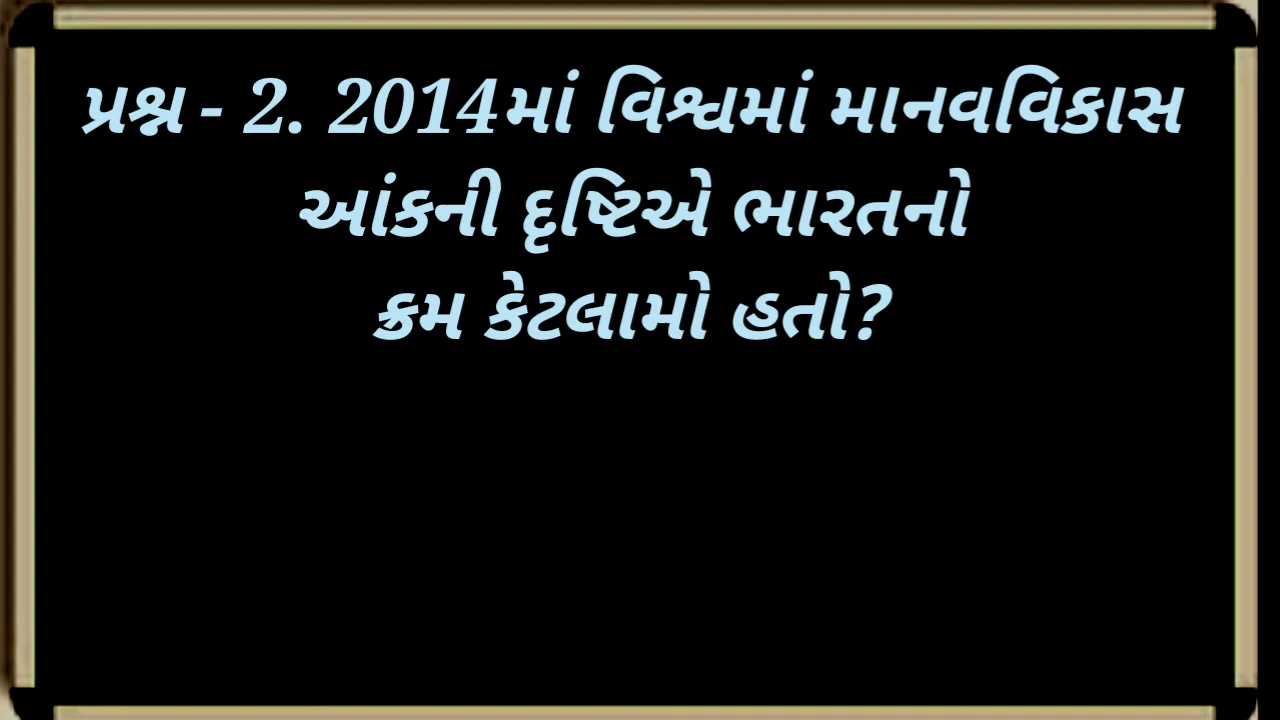 પ્રશ્ન - 2. 2014માં વિશ્વમાં માનવવિકાસ
આંકની દૃષ્ટિએ ભારતનો
ક્રમ કેટલામો હતો?